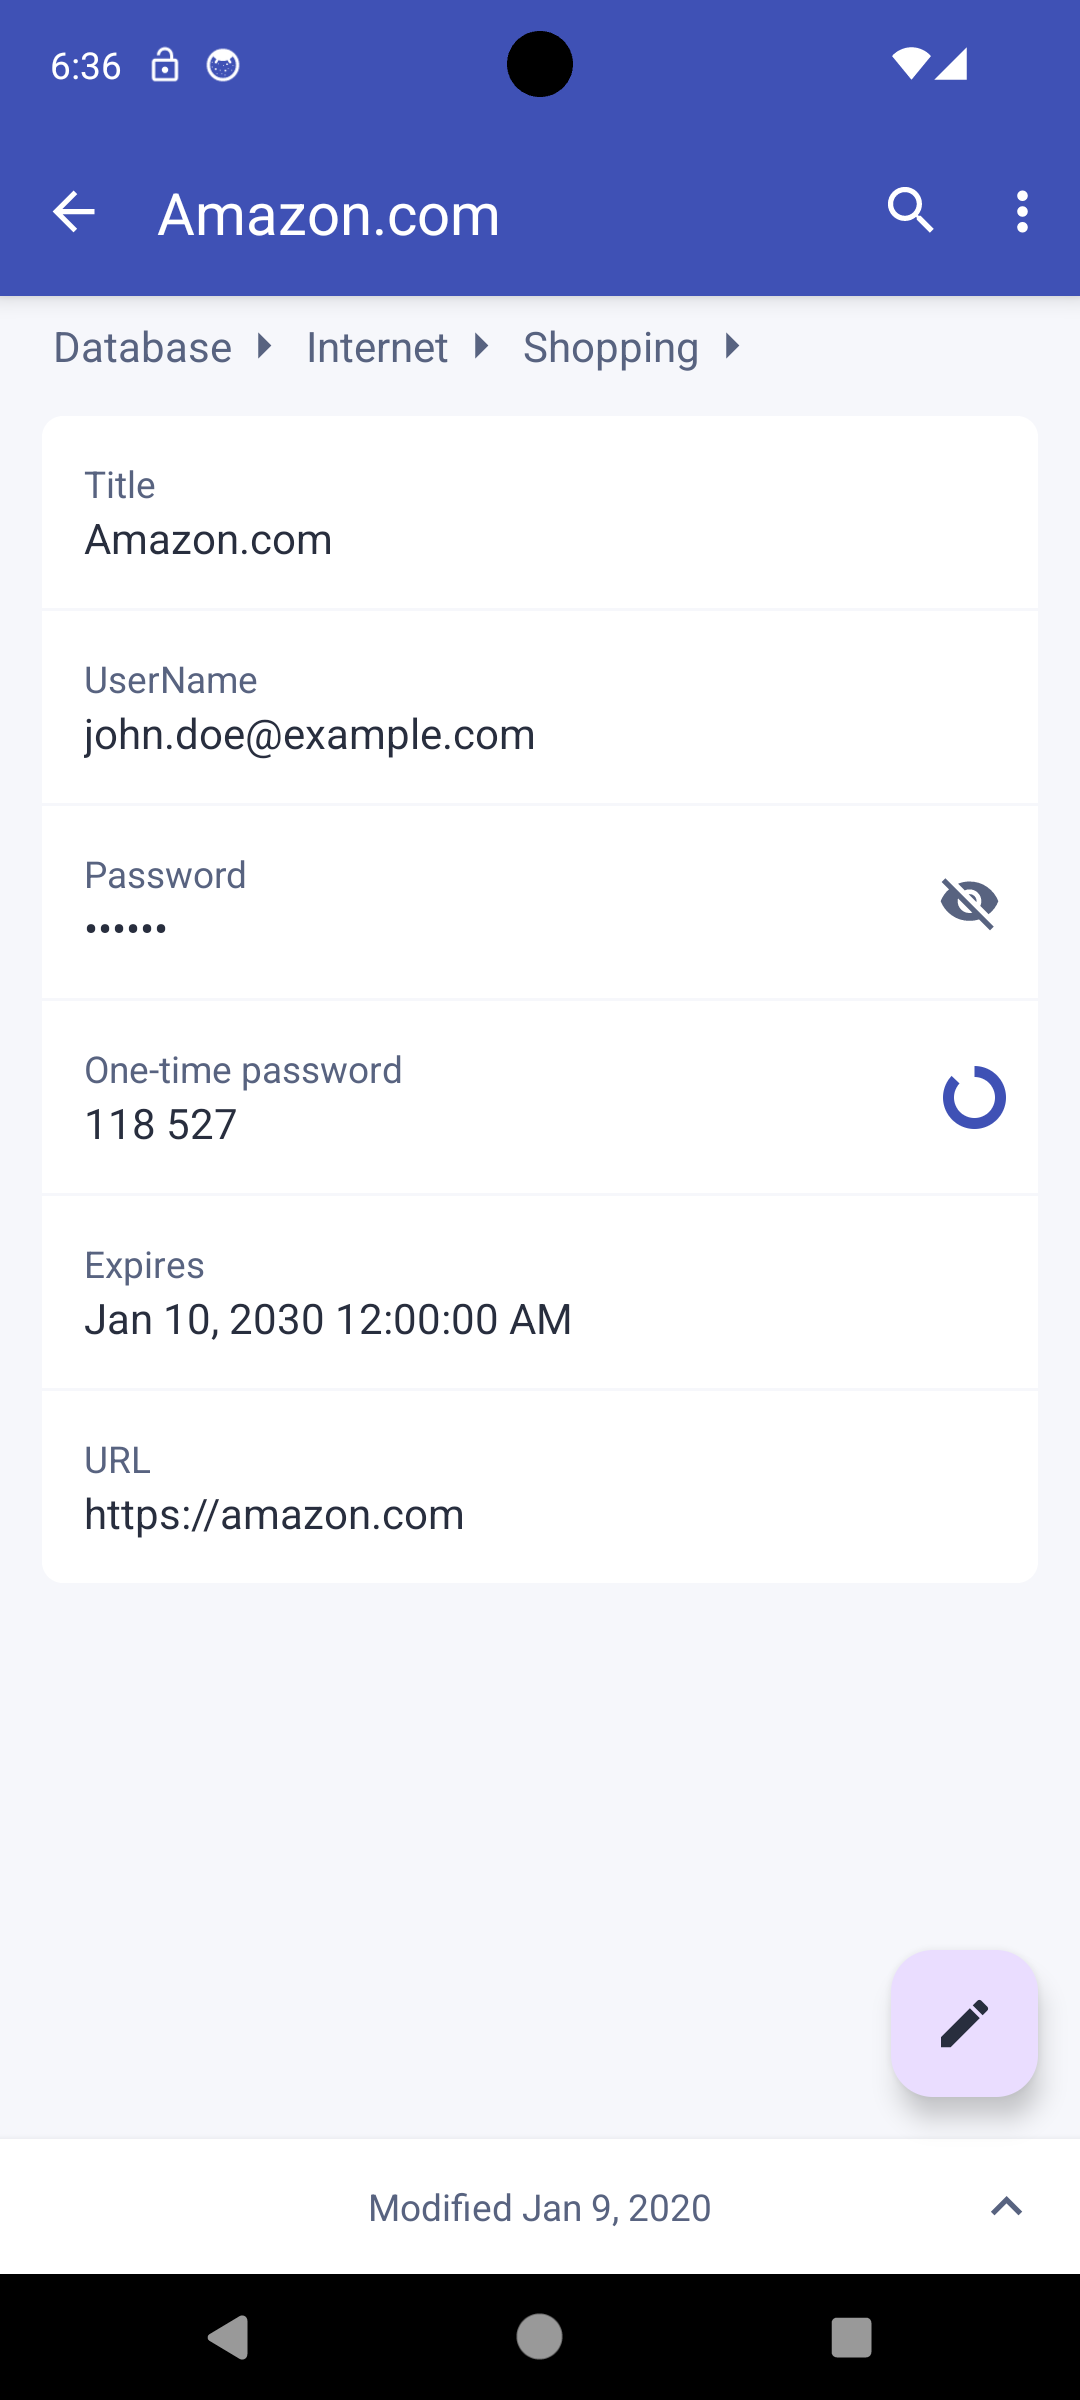 6:36
Amazon.com
Database Internet Shopping
Title
Amazon.com
UserName
john.doe@example.com
Password
••••••
One-time password
118 527
Expires
Jan 10, 2030 12:00:00 AM
URL
https://amazon.com
Modified Jan 9, 2020